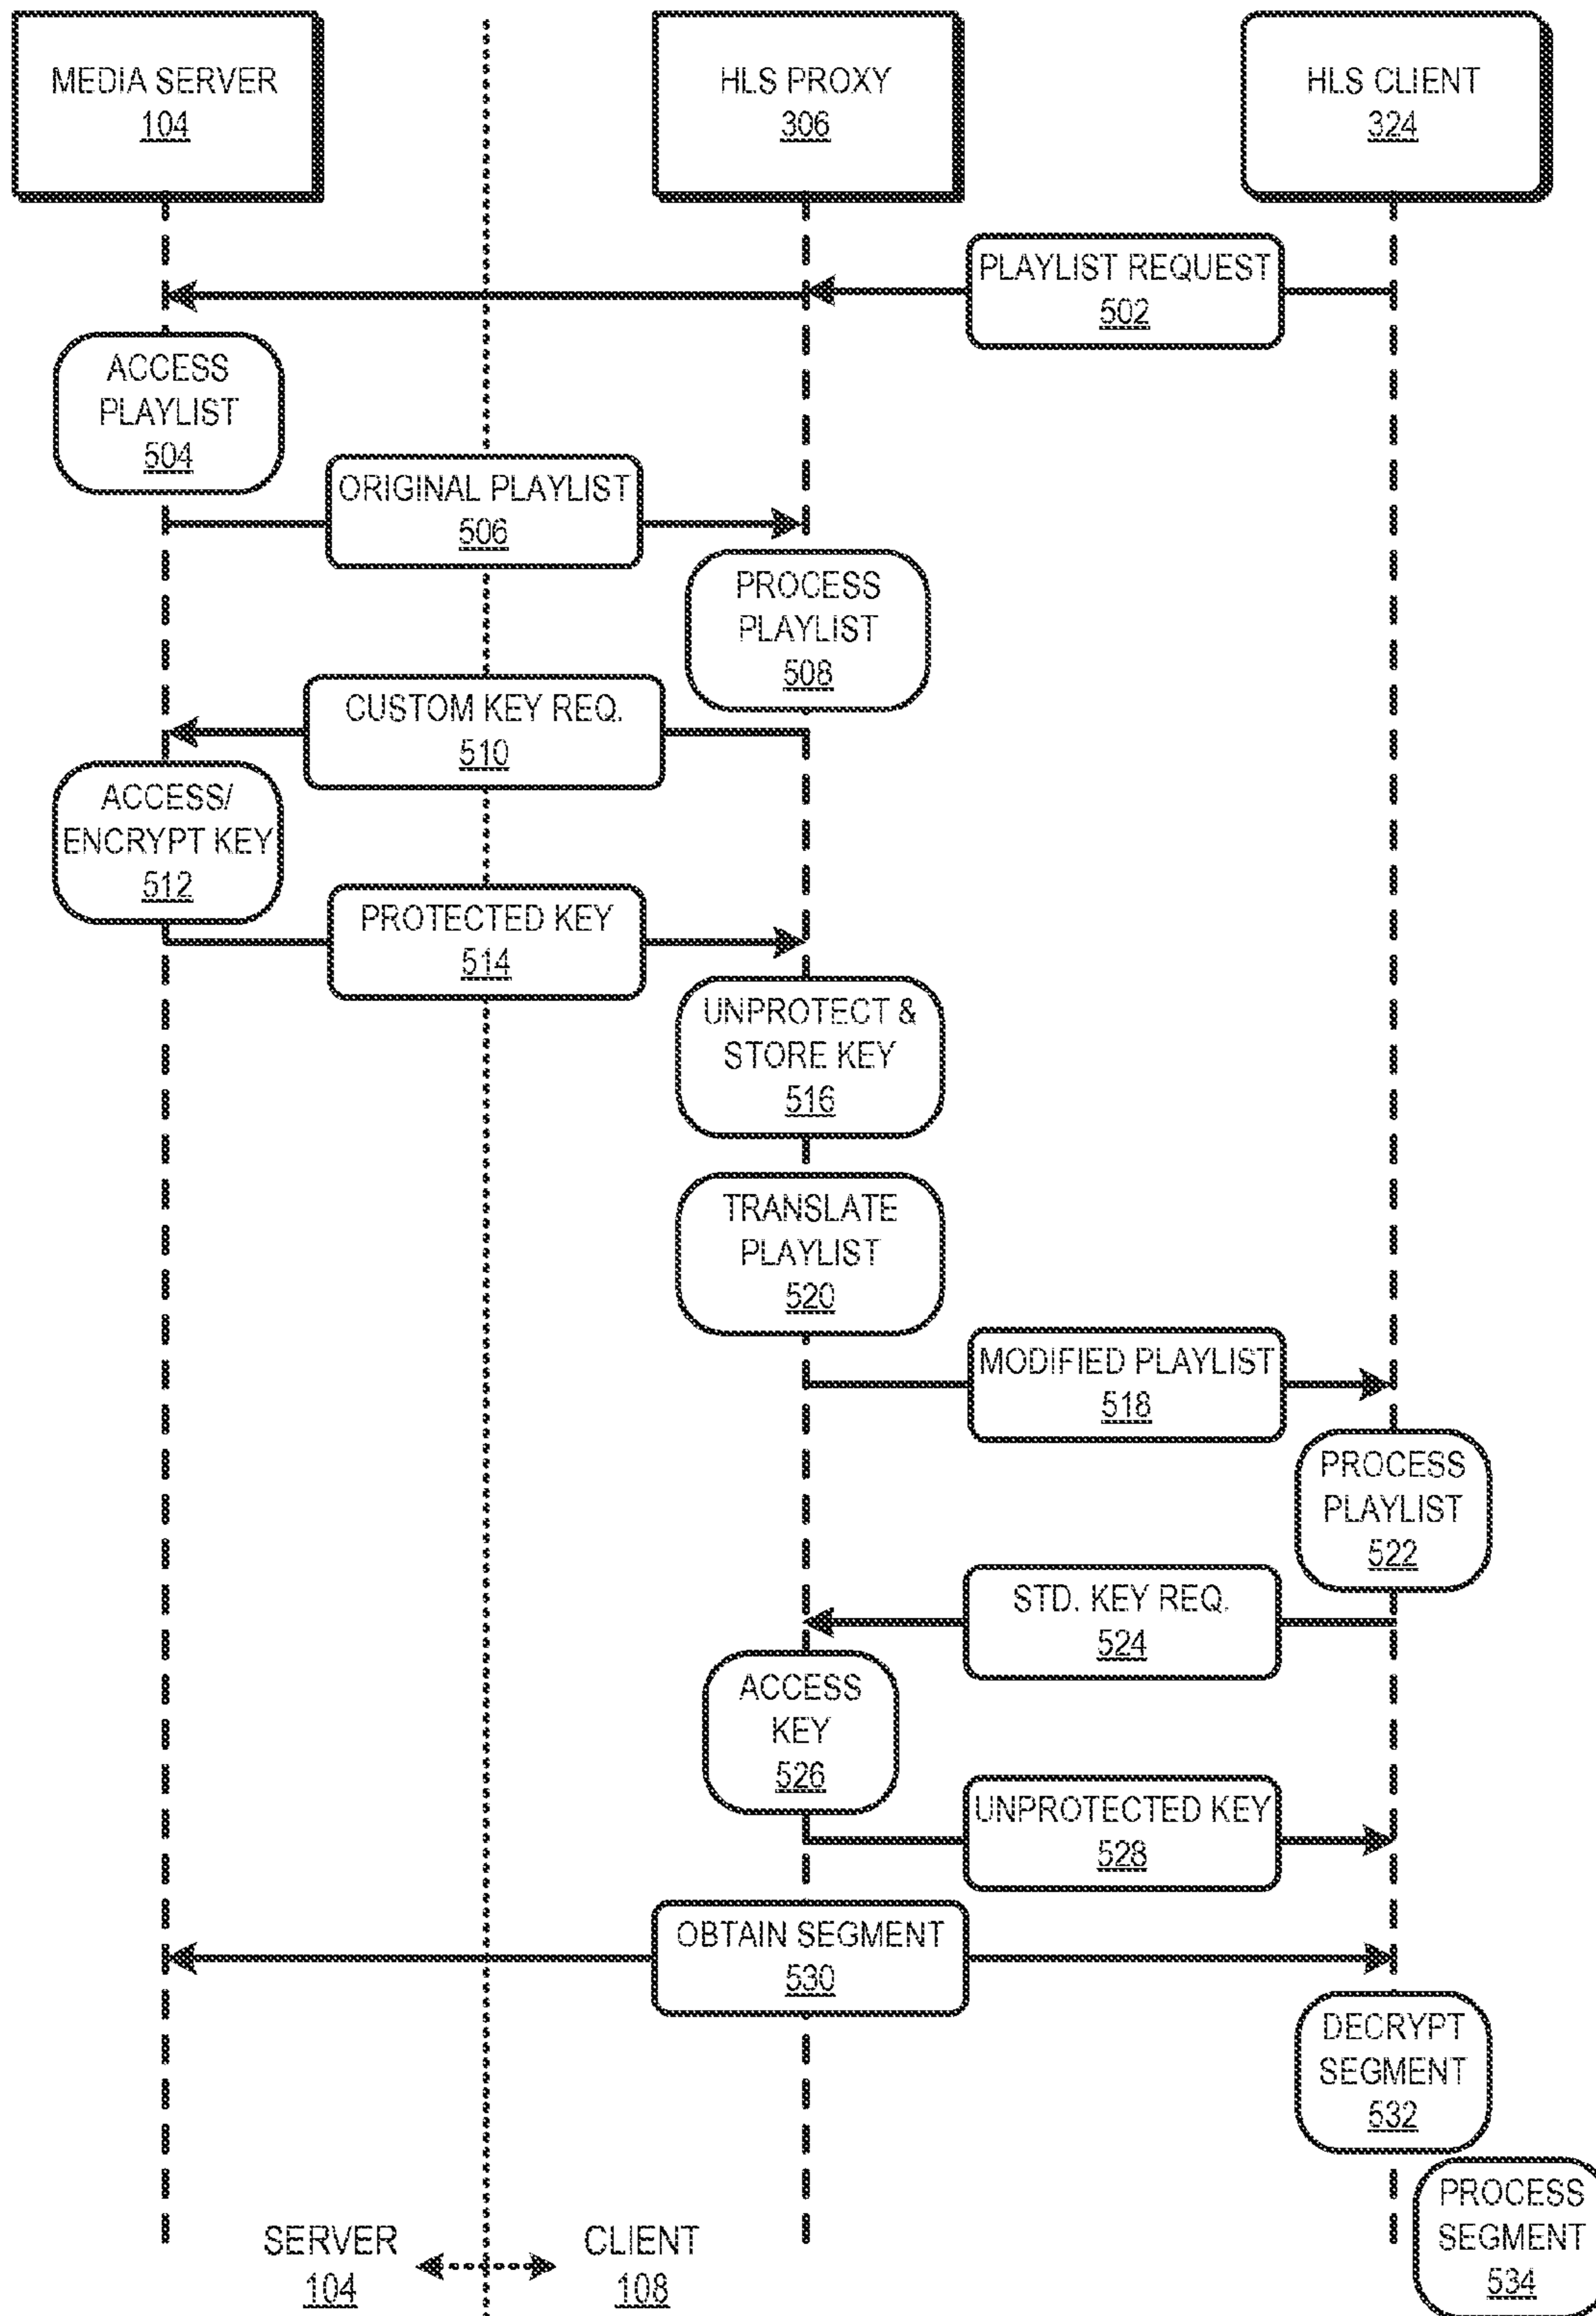 MEDIA SERVER
104
HLS PROXY
306
HLS CLIENT
324
PLAYLIST REQUEST
502
ACCESS
PLAYLIST
504
ORIGINAL PLAYLIST
506
PROCESS
PLAYLIST
508
CUSTOM KEY REQ.
510
ACCESS/
ENCRYPT KEY
512
PROTECTED KEY
514
UNPROTECT &
STORE KEY
516
TRANSLATE
PLAYLIST
520
MODIFIED PLAYLIST
518
PROCESS
PLAYLIST
522
STD. KEY REQ.
524
ACCESS
KEY
526
UNPROTECTED KEY
528
OBTAIN SEGMENT
530
DECRYPT
SEGMENT
532
PROCESS
SEGMENT
534
SERVER
104
CLIENT
108